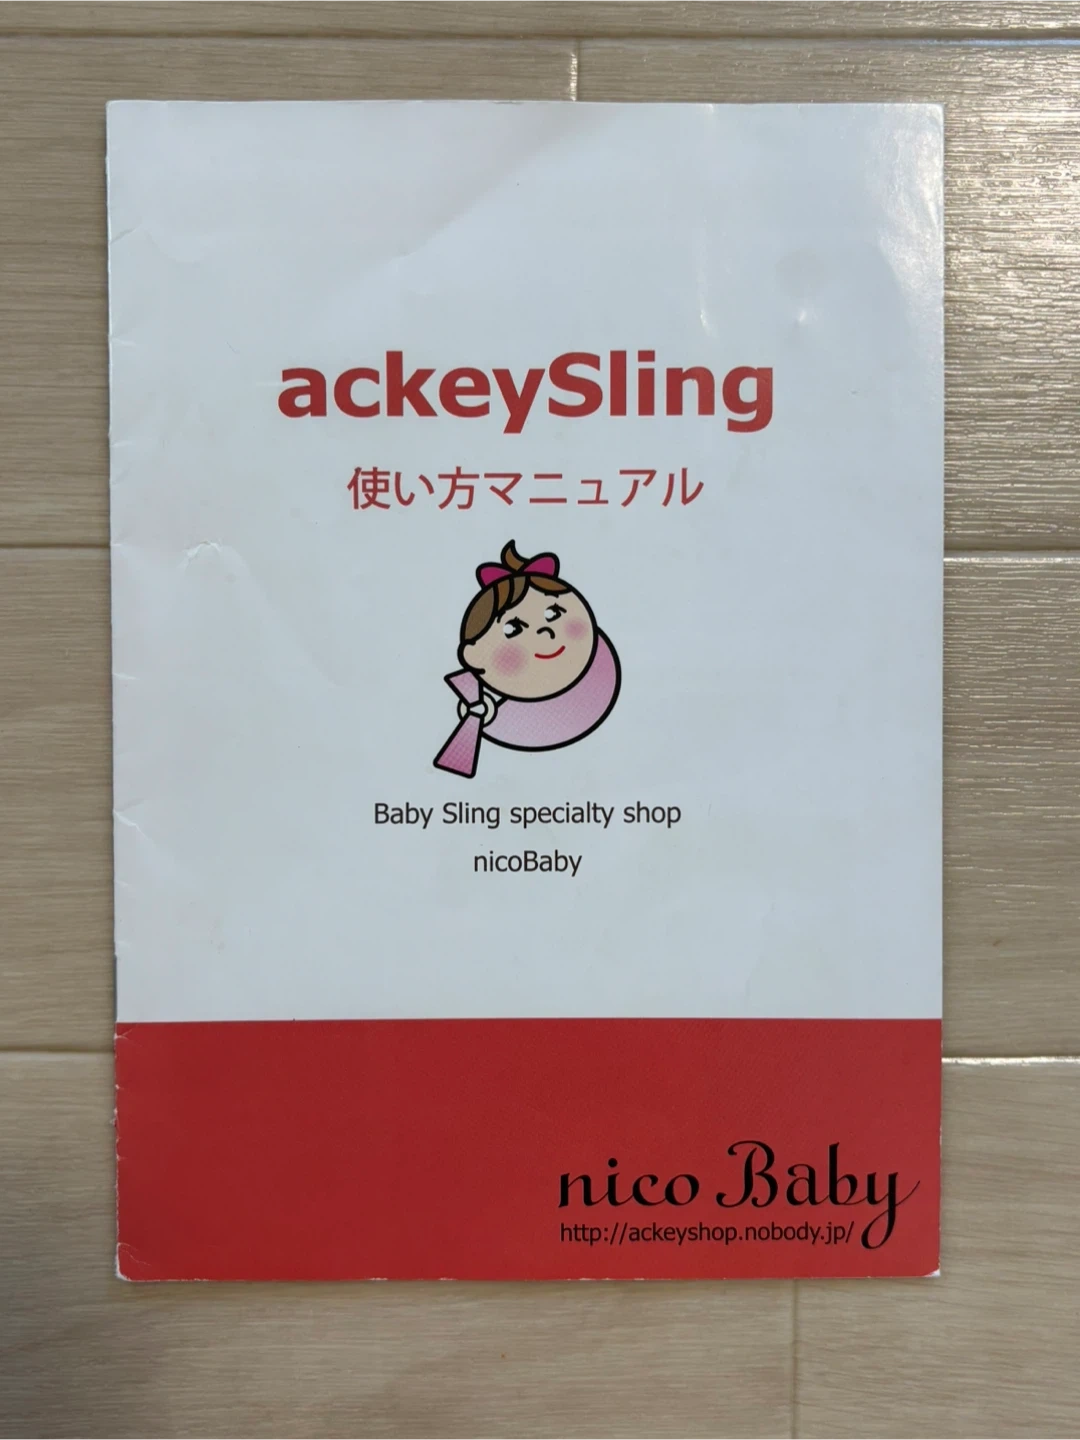 ackeySling
使い方マニュアル
Baby Sling specialty shop
nicoBaby
nico Baby
http://ackeyshop.nobody.jp/